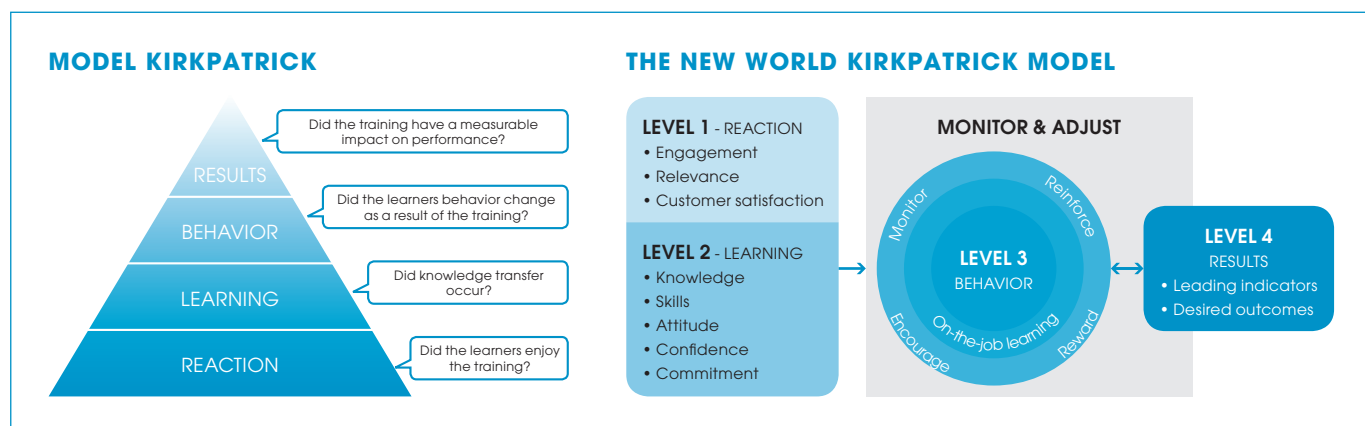 MODEL KIRKPATRICK
Did the training have a measurable
impact on performance?
RESULTS
Did the learners behavior change
as a result of the training?
BEHAVIOR
Did knowledge transfer
occur?
LEARNING
Did the learners enjoy
the training?
REACTION
THE NEW WORLD KIRKPATRICK MODEL
LEVEL 1 - REACTION
• Engagement
• Relevance
• Customer satisfaction
LEVEL 2 - LEARNING
• Knowledge
• Skills
• Attitude
• Confidence
• Commitment
MONITOR & ADJUST
Monitor
Reinforce
LEVEL 3
BEHAVIOR
On-the-job learning
Encourage
Reward
LEVEL 4
RESULTS
• Leading indicators
• Desired outcomes